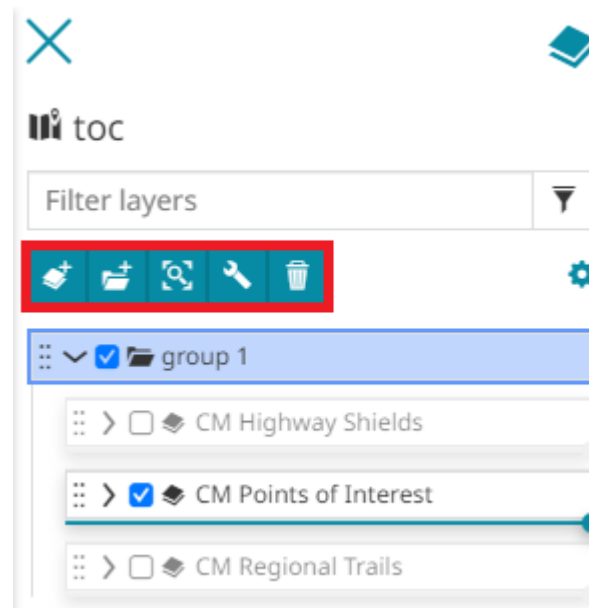 toc
Filter layers
group 1
CM Highway Shields
CM Points of Interest
CM Regional Trails